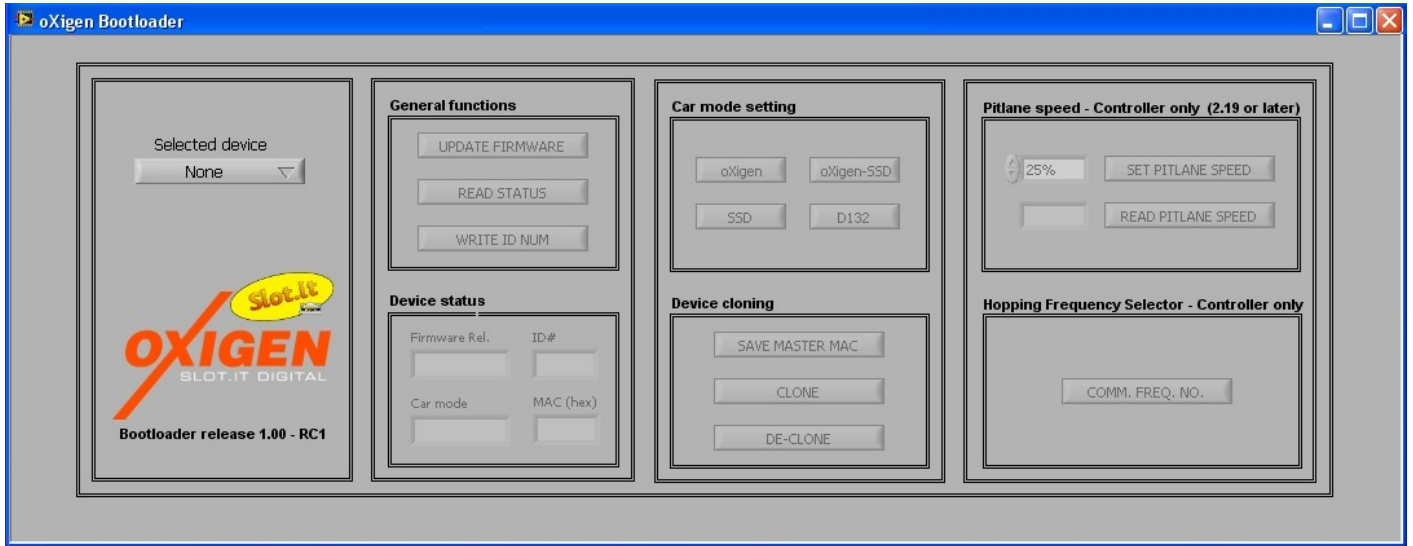 oXigen Bootloader
Selected device
None
Slot.it
OXIGEN
SLOT.IT DIGITAL
Bootloader release 1.00 - RC1
General functions
UPDATE FIRMWARE
READ STATUS
WRITE ID NUM
Device status
Firmware Rel. ID#
Car mode MAC (hex)
Car mode setting
oXigen oXigen-SSD
SSD D132
Device cloning
SAVE MASTER MAC
CLONE
DE-CLONE
Pitlane speed - Controller only (2.19 or later)
25% SET PITLANE SPEED
READ PITLANE SPEED
Hopping Frequency Selector - Controller only
COMM. FREQ. NO.